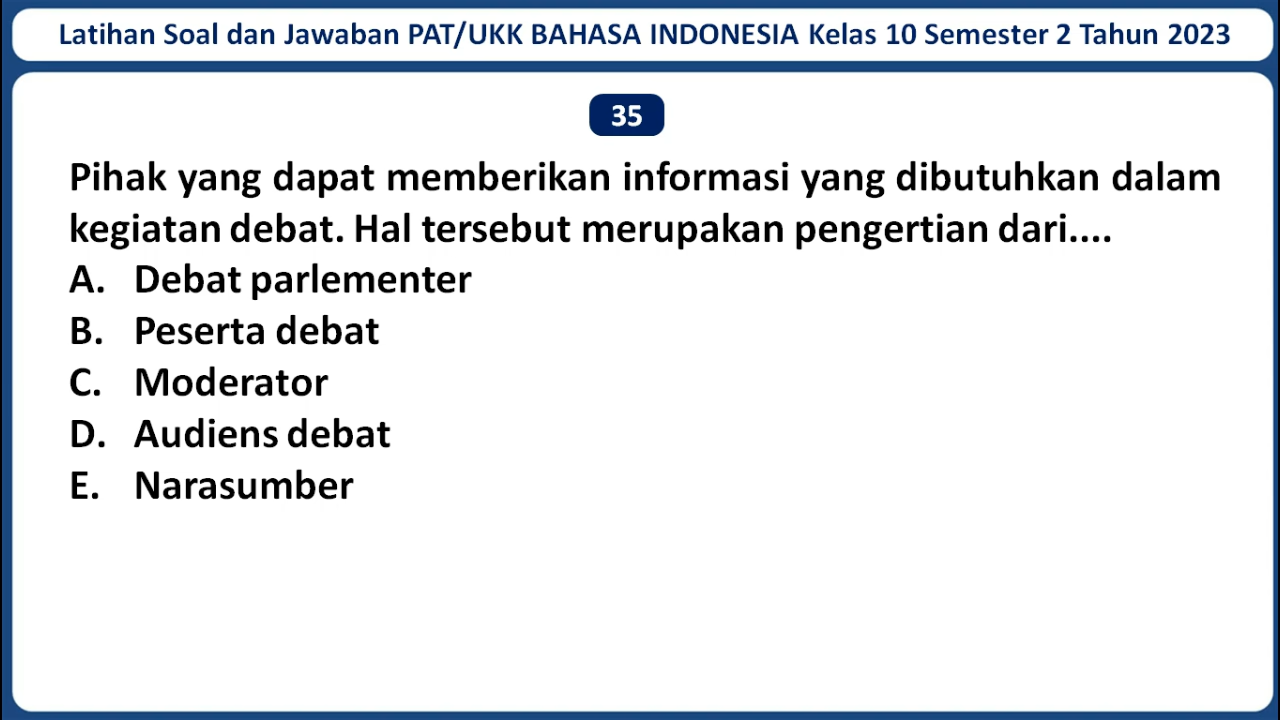 Latihan Soal dan Jawaban PAT/UKK BAHASA INDONESIA Kelas 10 Semester 2 Tahun 2023
35
Pihak yang dapat memberikan informasi yang dibutuhkan dalam
kegiatan debat. Hal tersebut merupakan pengertian dari....
A. Debat parlementer
B. Peserta debat
C. Moderator
D. Audiens debat
E. Narasumber